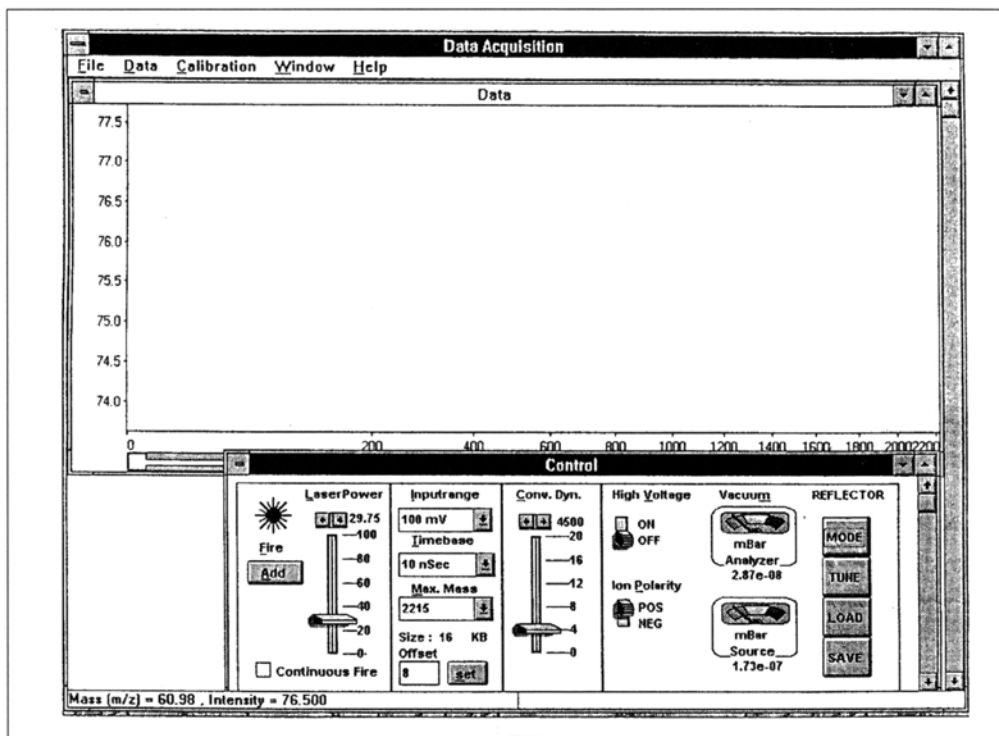 Data Acquisition
File Data Calibration Window Help
Data
77.5
77.0
76.5
76.0
75.5
75.0
74.5
74.0
0 200 400 600 800 1000 1200 1400 1600 1800 2000 2200
Control
LaserPower
29.75
100
80
60
40
20
0
Fire
Add
Continuous Fire
Inputrange
100 mV
Timebase
10 nSec
Max. Mass
2215
Size : 16 KB
Offset
8 set
Conv. Dyn.
4500
20
16
12
8
4
0
High Voltage
ON
OFF
Ion Polarity
POS
NEG
Vacuum
mBar
Analyzer
2.87e-08
mBar
Source
1.73e-07
REFLECTOR
MODE
TUNE
LOAD
SAVE
Mass (m/z) = 60.98 , Intensity = 76.500